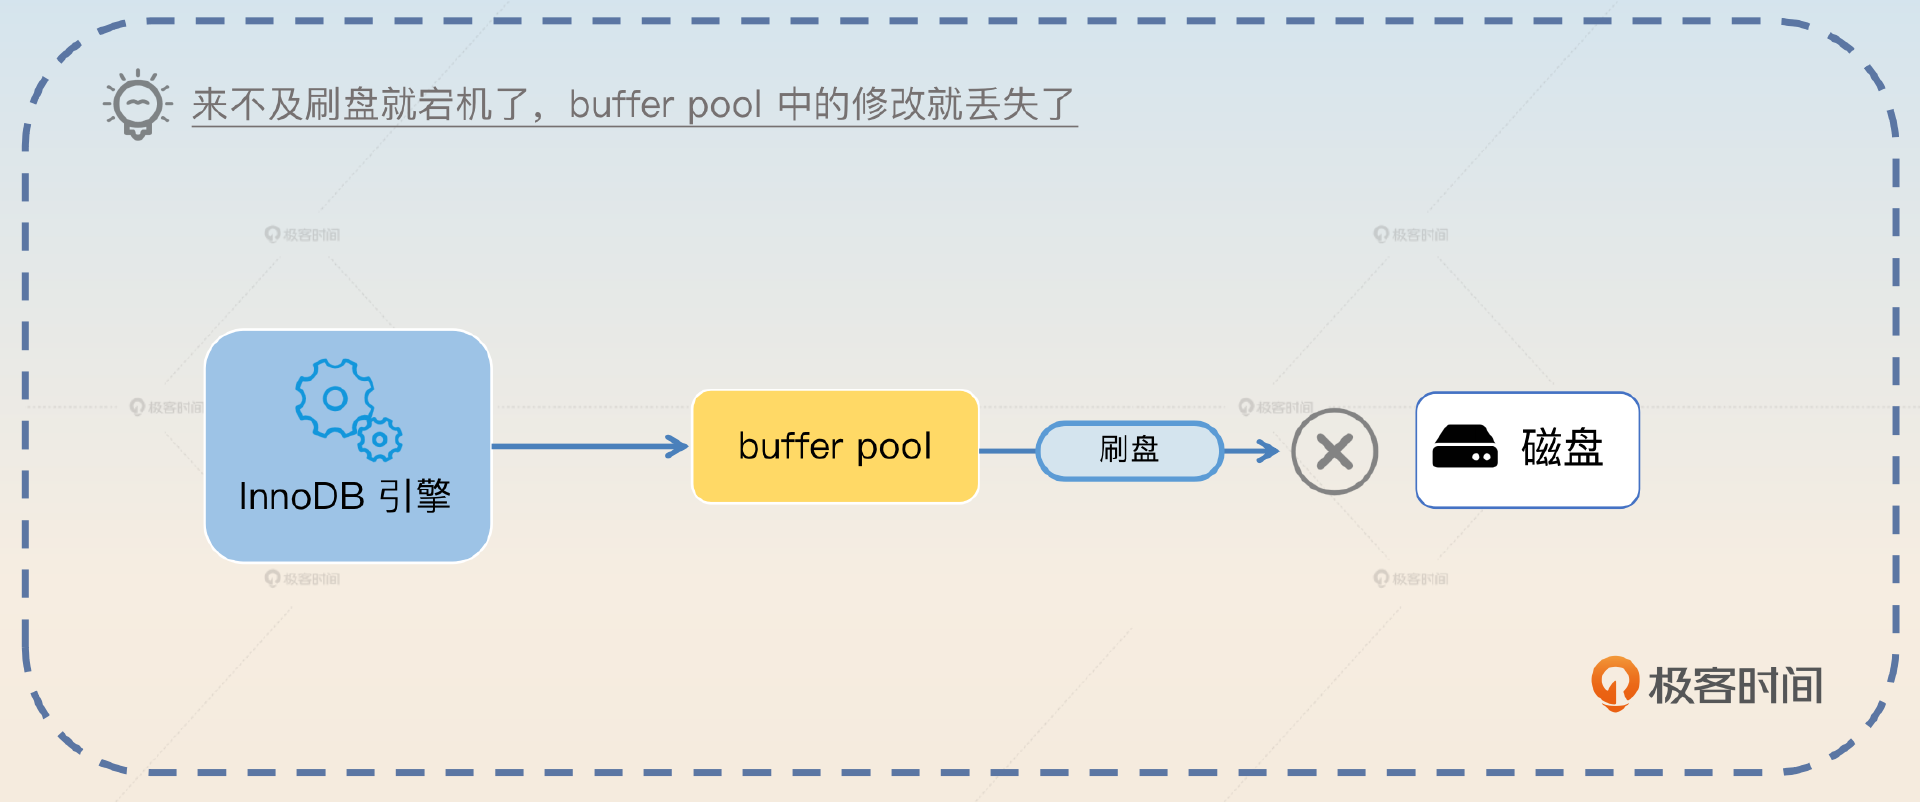 来不及刷盘就宕机了，buffer pool 中的修改就丢失了
极客时间
极客时间
极客时间
极客时间
InnoDB 引擎
buffer pool
刷盘
磁盘
极客时间
极客时间
极客时间